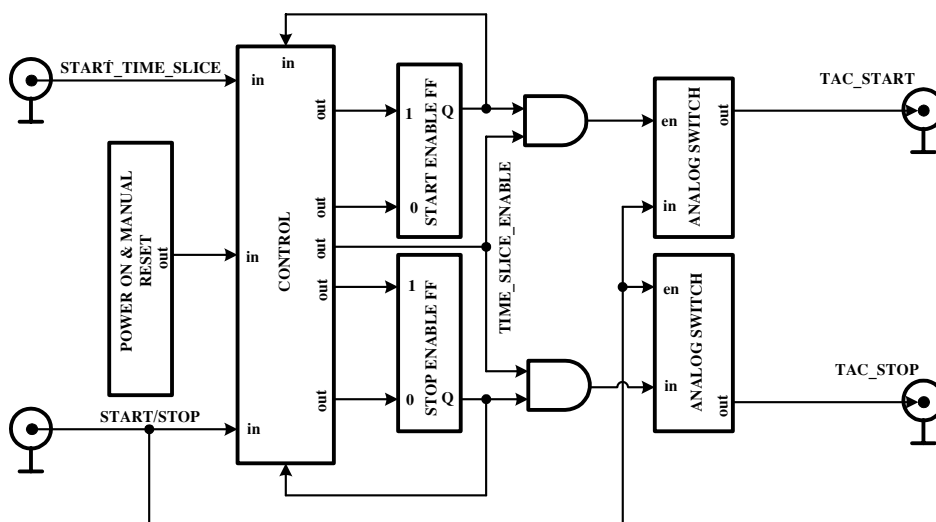 START_TIME_SLICE
in
in
out
1
Q
START ENABLE FF
out
0
en
in
ANALOG SWITCH
out
TAC_START
POWER ON & MANUAL
RESET
out
in
CONTROL
out
TIME_SLICE_ENABLE
out
1
STOP ENABLE FF
out
0
Q
en
in
ANALOG SWITCH
out
TAC_STOP
START/STOP
in